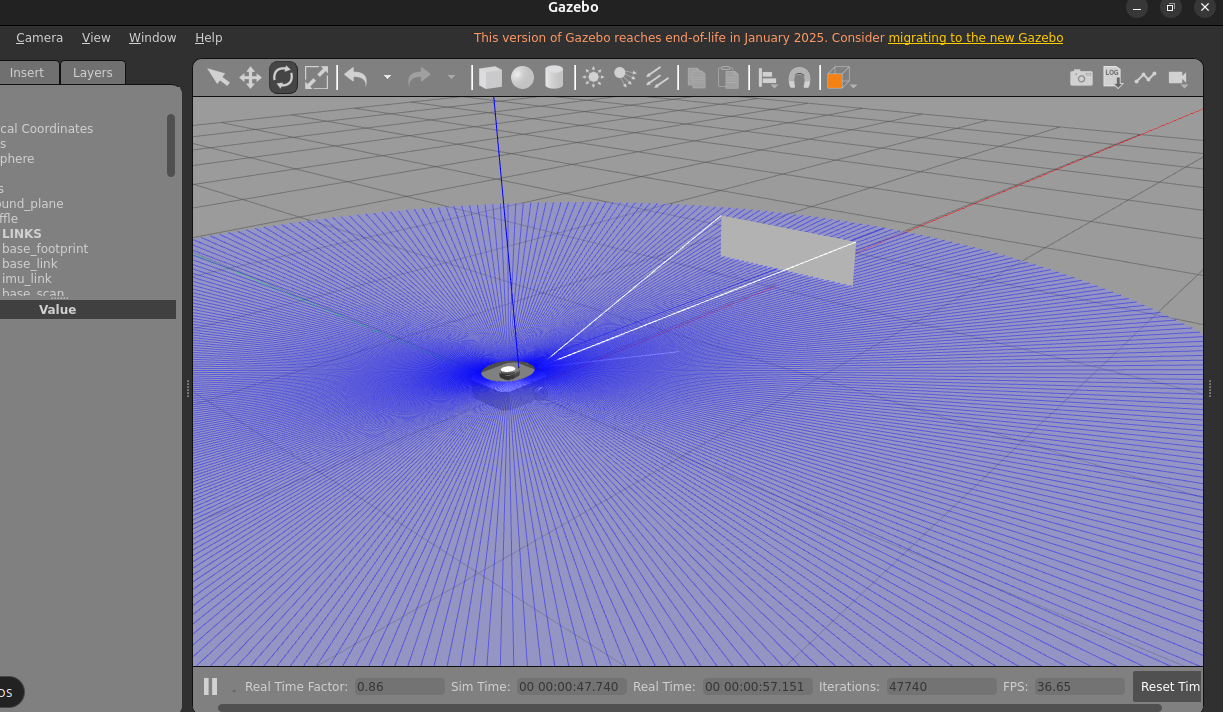 Gazebo
Camera View Window Help
This version of Gazebo reaches end-of-life in January 2025. Consider migrating to the new Gazebo
Insert Layers
LOG
cal Coordinates
s
phere
s
und_plane
ffle
LINKS
base_footprint
base_link
imu_link
base_scan
Value
os
Real Time Factor: 0.86 Sim Time: 00 00:00:47.740 Real Time: 00 00:00:57.151 Iterations: 47740 FPS: 36.65 Reset Tim